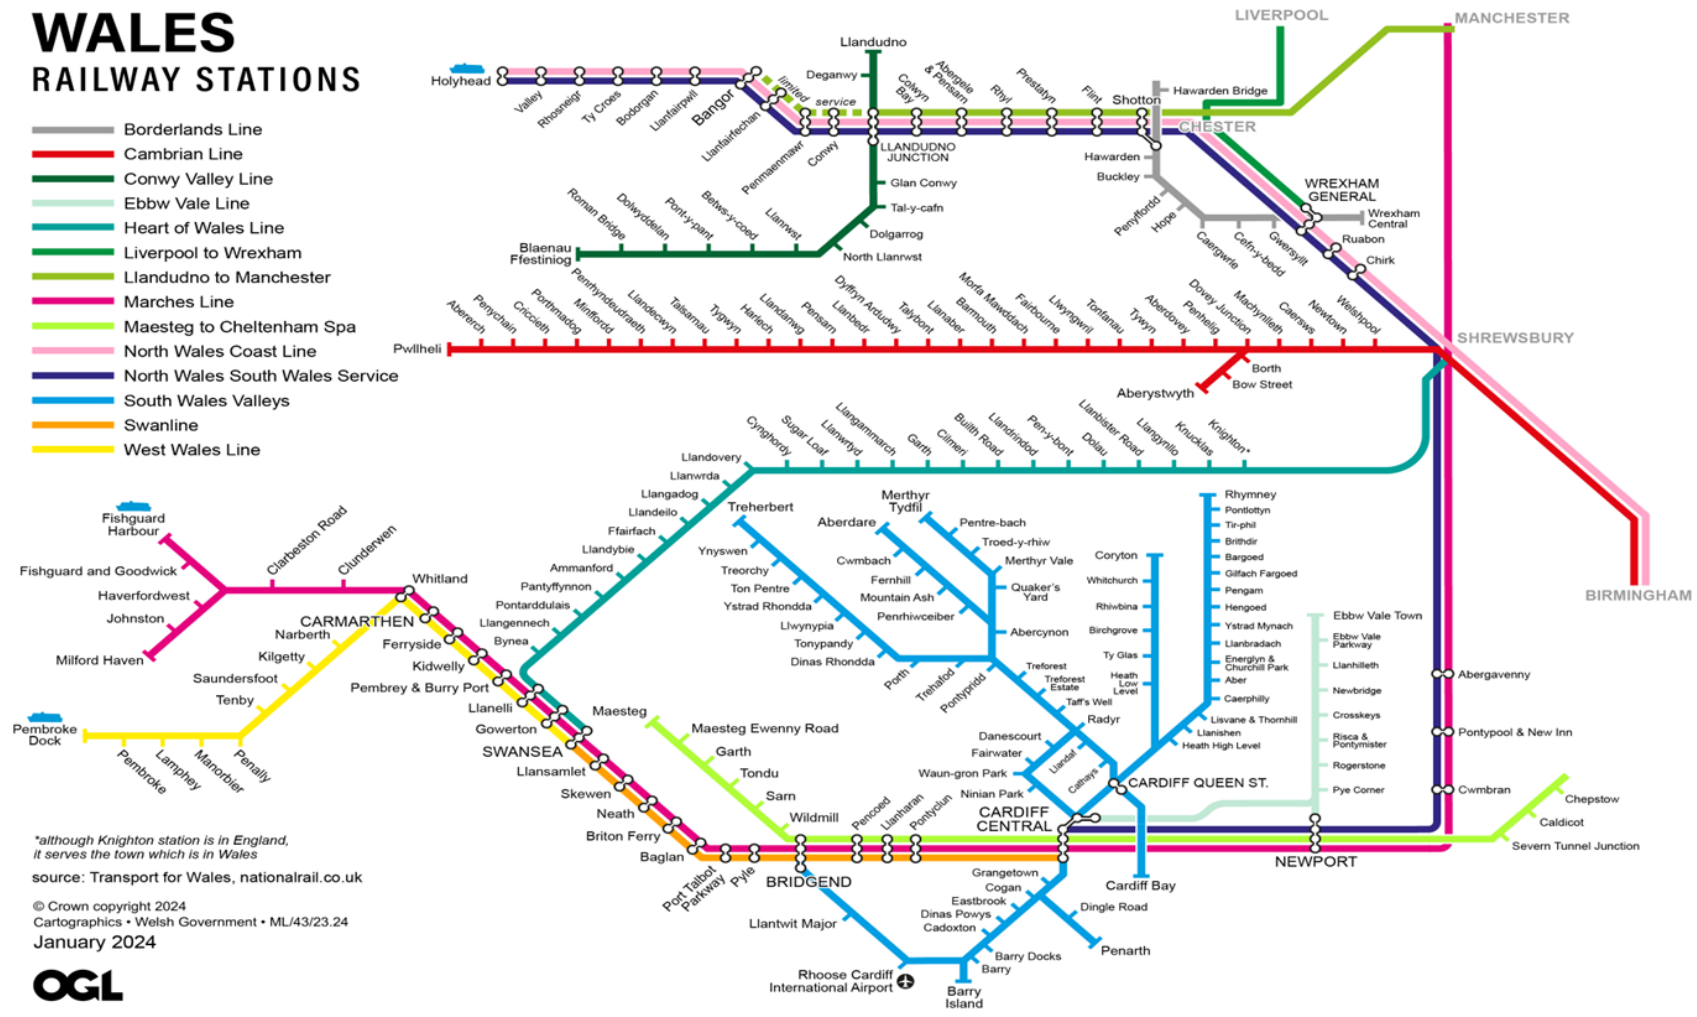 WALES
RAILWAY STATIONS
Borderlands Line
Cambrian Line
Conwy Valley Line
Ebbw Vale Line
Heart of Wales Line
Liverpool to Wrexham
Llandudno to Manchester
Marches Line
Maesteg to Cheltenham Spa
North Wales Coast Line
North Wales South Wales Service
South Wales Valleys
Swanline
West Wales Line
Holyhead
Valley
Rhosneigr
Ty Croes
Bodorgan
Llanfairpwll
Bangor
Llanfairfechan
Penmaenmawr
Conwy
limited
service
Llandudno
Deganwy
LLANDUDNO
JUNCTION
Colwyn
Bay
Abergele
& Pensarn
Rhyl
Prestatyn
Flint
Shotton
Hawarden Bridge
LIVERPOOL
MANCHESTER
CHESTER
Hawarden
Buckley
Penyffordd
Hope
Caergwrle
Cefn-y-bedd
Gwersyllt
WREXHAM
GENERAL
Wrexham
Central
Ruabon
Chirk
Glan Conwy
Tal-y-cafn
Dolgarrog
North Llanrwst
Llanrwst
Betws-y-coed
Pont-y-pant
Dolwyddelan
Roman Bridge
Blaenau
Ffestiniog
Pwllheli
Abererch
Penychain
Criccieth
Porthmadog
Minffordd
Penrhyndeudraeth
Llandecwyn
Talsarnau
Tygwyn
Harlech
Llandanwg
Pensarn
Llanbedr
Dyffryn Ardudwy
Talybont
Llanaber
Barmouth
Morfa Mawddach
Fairbourne
Llwyngwril
Tonfanau
Tywyn
Aberdovey
Penhelig
Dovey Junction
Machynlleth
Caersws
Newtown
Welshpool
SHREWSBURY
Borth
Bow Street
Aberystwyth
BIRMINGHAM
Knighton*
Knucklas
Llangynllo
Llanbister Road
Dolau
Pen-y-bont
Llandrindod
Builth Road
Cilmeri
Garth
Llangammarch
Llanwrtyd
Sugar Loaf
Cynghordy
Llandovery
Llanwrda
Llangadog
Llandeilo
Ffairfach
Llandybie
Ammanford
Pantyffynnon
Pontarddulais
Llangennech
Bynea
Fishguard
Harbour
Fishguard and Goodwick
Haverfordwest
Johnston
Milford Haven
Clarbeston Road
Clunderwen
Whitland
CARMARTHEN
Narberth
Kilgetty
Saundersfoot
Tenby
Pembroke
Dock
Pembroke
Lamphey
Manorbier
Penally
Ferryside
Kidwelly
Pembrey & Burry Port
Llanelli
Gowerton
SWANSEA
Llansamlet
Skewen
Neath
Briton Ferry
Baglan
Port Talbot
Parkway
Pyle
BRIDGEND
Maesteg
Maesteg Ewenny Road
Garth
Tondu
Sarn
Wildmill
Pencoed
Llanharan
Pontyclun
CARDIFF
CENTRAL
Treherbert
Ynyswen
Treorchy
Ton Pentre
Ystrad Rhondda
Llwynypia
Tonypandy
Dinas Rhondda
Porth
Trehafod
Pontypridd
Aberdare
Cwmbach
Fernhill
Mountain Ash
Penrhiwceiber
Merthyr
Tydfil
Pentre-bach
Troed-y-rhiw
Merthyr Vale
Quaker's
Yard
Abercynon
Treforest
Treforest
Estate
Taff's Well
Radyr
Danescourt
Fairwater
Waun-gron Park
Ninian Park
Llandaf
Cathays
CARDIFF QUEEN ST.
Coryton
Whitchurch
Rhiwbina
Birchgrove
Ty Glas
Heath
Low
Level
Rhymney
Pontlottyn
Tir-phil
Brithdir
Bargoed
Gilfach Fargoed
Pengam
Hengoed
Ystrad Mynach
Llanbradach
Energlyn &
Churchill Park
Aber
Caerphilly
Lisvane & Thornhill
Llanishen
Heath High Level
Ebbw Vale Town
Ebbw Vale
Parkway
Llanhilleth
Newbridge
Crosskeys
Risca &
Pontymister
Rogerstone
Pye Corner
NEWPORT
Abergavenny
Pontypool & New Inn
Cwmbran
Chepstow
Caldicot
Severn Tunnel Junction
Cardiff Bay
Grangetown
Cogan
Eastbrook
Dinas Powys
Cadoxton
Dingle Road
Penarth
Barry Docks
Barry
Barry
Island
Llantwit Major
Rhoose Cardiff
International Airport
*although Knighton station is in England,
it serves the town which is in Wales
source: Transport for Wales, nationalrail.co.uk
© Crown copyright 2024
Cartographics • Welsh Government • ML/43/23.24
January 2024
OGL